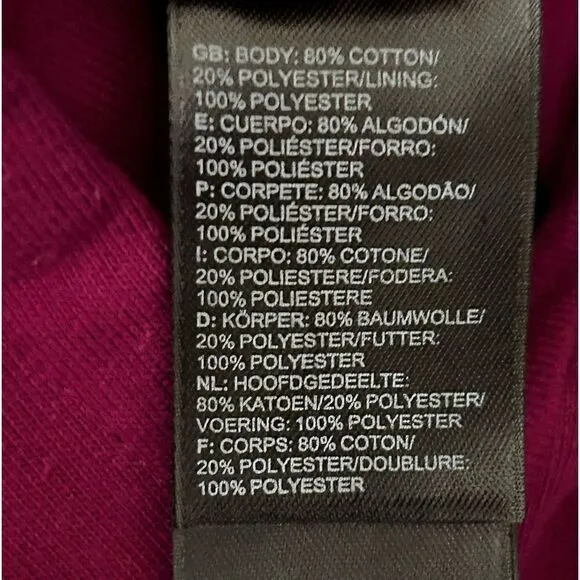 GB: BODY: 80% COTTON/
20% POLYESTER/LINING:
100% POLYESTER
E: CUERPO: 80% ALGODÓN/
20% POLIÉSTER/FORRO:
100% POLIÉSTER
P: CORPETE: 80% ALGODÃO/
20% POLIÉSTER/FORRO:
100% POLIÉSTER
I: CORPO: 80% COTONE/
20% POLIESTERE/FODERA:
100% POLIESTERE
D: KÖRPER: 80% BAUMWOLLE/
20% POLYESTER/FUTTER:
100% POLYESTER
NL: HOOFDGEDEELTE:
80% KATOEN/20% POLYESTER/
VOERING: 100% POLYESTER
F: CORPS: 80% COTON/
20% POLYESTER/DOUBLURE:
100% POLYESTER